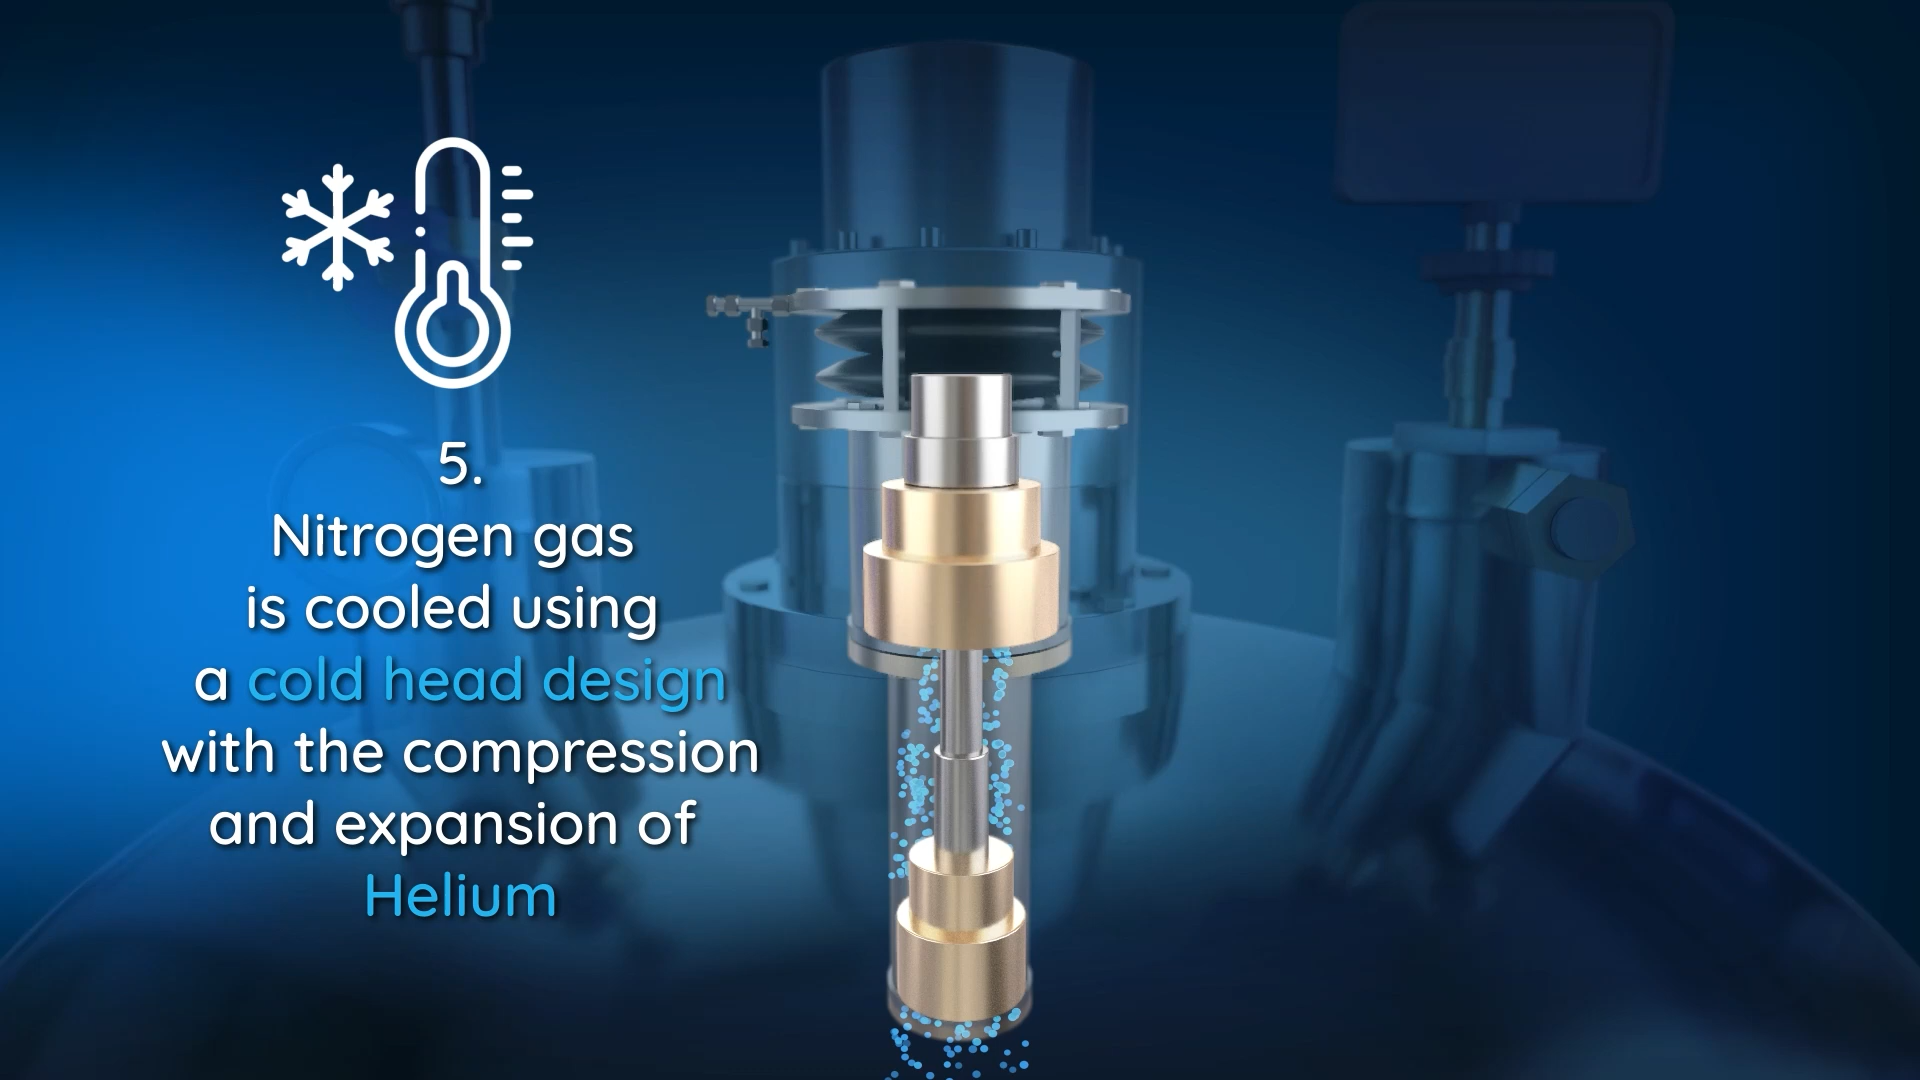 5.
Nitrogen gas
is cooled using
a cold head design
with the compression
and expansion of
Helium